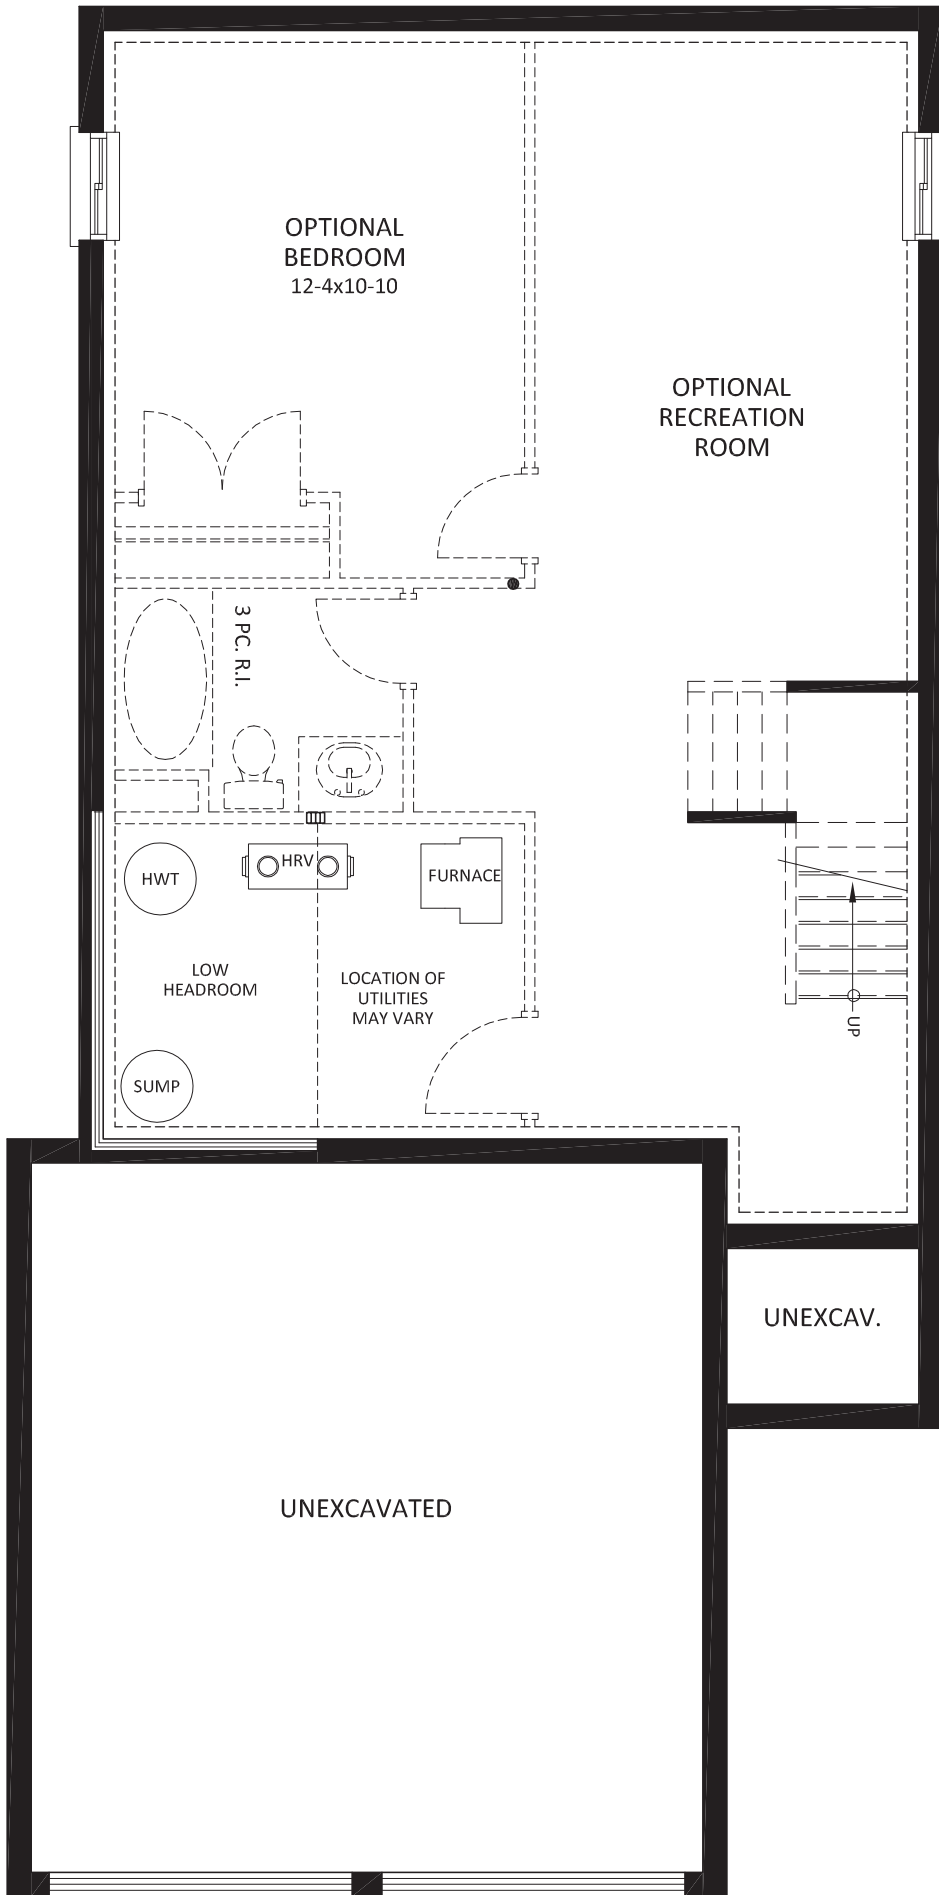 OPTIONAL
BEDROOM
12-4x10-10
OPTIONAL
RECREATION
ROOM
3 PC. R.I.
HWT
HRV
FURNACE
LOW
HEADROOM
LOCATION OF
UTILITIES
MAY VARY
UP
SUMP
UNEXCAV.
UNEXCAVATED